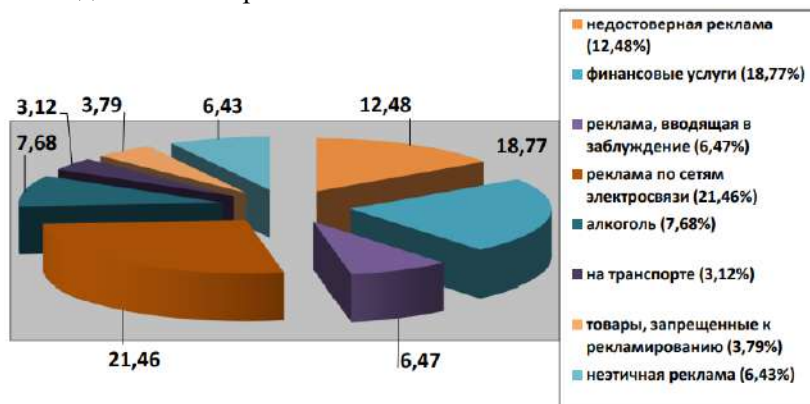 недостоверная реклама
(12,48%)
финансовые услуги (18,77%)
реклама, вводящая в
заблуждение (6,47%)
реклама по сетям
электросвязи (21,46%)
алкоголь (7,68%)
на транспорте (3,12%)
товары, запрещенные к
рекламированию (3,79%)
неэтичная реклама (6,43%)
3,12
3,79
6,43
12,48
7,68
18,77
21,46
6,47